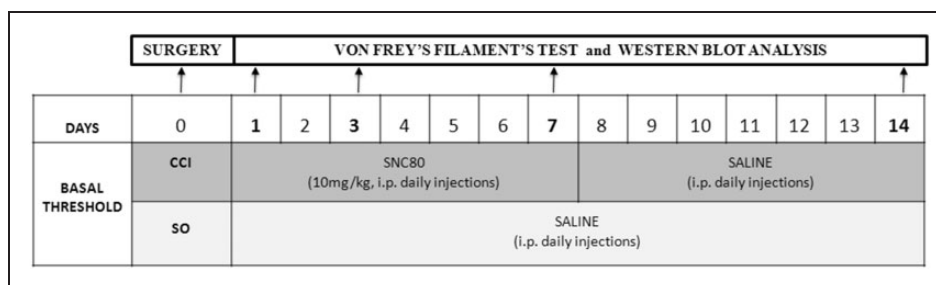 SURGERY VON FREY'S FILAMENT'S TEST and WESTERN BLOT ANALYSIS
DAYS 0 1 2 3 4 5 6 7 8 9 10 11 12 13 14
BASAL
THRESHOLD
CCI
SNC80
(10mg/kg, i.p. daily injections)
SALINE
(i.p. daily injections)
SO
SALINE
(i.p. daily injections)